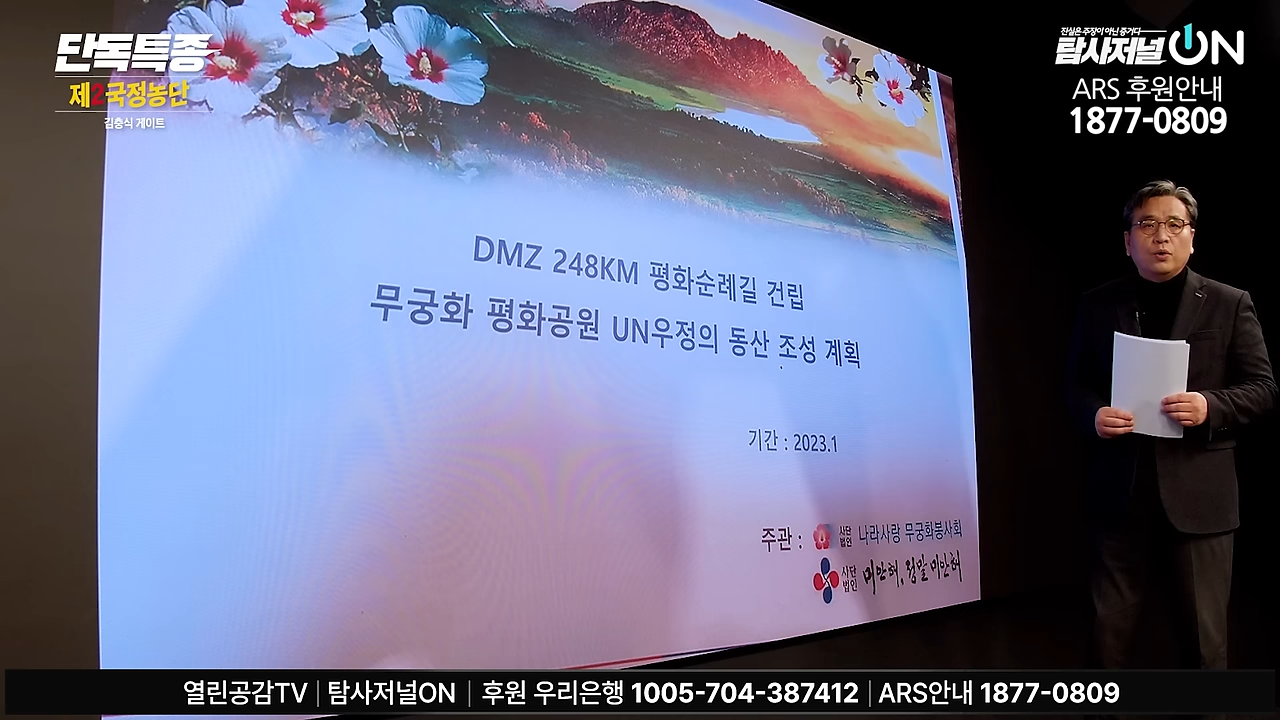 단독특종
제2국정농단
김충식 게이트
진실은 주장이 아닌 증거다
탐사저널ON
ARS 후원안내
1877-0809
DMZ 248KM 평화순례길 건립
무궁화 평화공원 UN우정의 동산 조성 계획
기간 : 2023.1
주관 : 사단법인 나라사랑 무궁화봉사회
사단법인 미안해, 정말 미안해
열린공감TV | 탐사저널ON | 후원 우리은행 1005-704-387412 | ARS안내 1877-0809